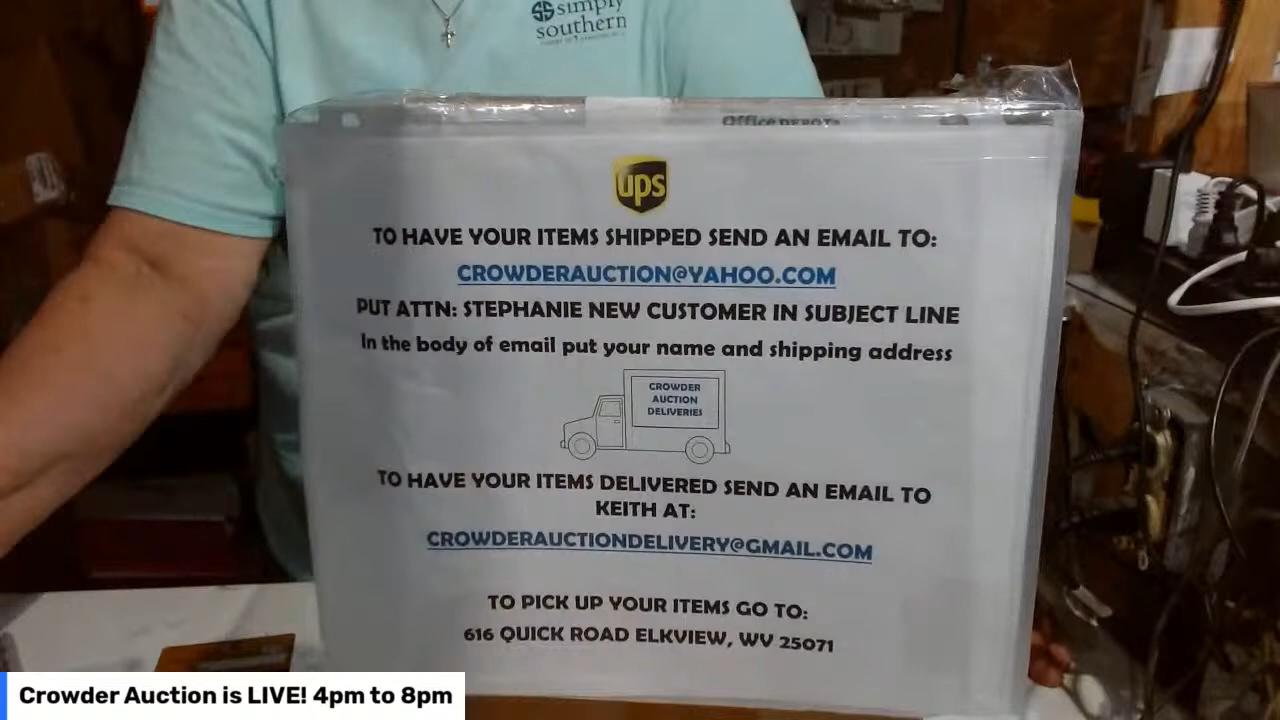 simply
southern
Office DEPOT
ups
TO HAVE YOUR ITEMS SHIPPED SEND AN EMAIL TO:
CROWDERAUCTION@YAHOO.COM
PUT ATTN: STEPHANIE NEW CUSTOMER IN SUBJECT LINE
In the body of email put your name and shipping address
CROWDER
AUCTION
DELIVERIES
TO HAVE YOUR ITEMS DELIVERED SEND AN EMAIL TO
KEITH AT:
CROWDERAUCTIONDELIVERY@GMAIL.COM
TO PICK UP YOUR ITEMS GO TO:
616 QUICK ROAD ELKVIEW, WV 25071
Crowder Auction is LIVE! 4pm to 8pm